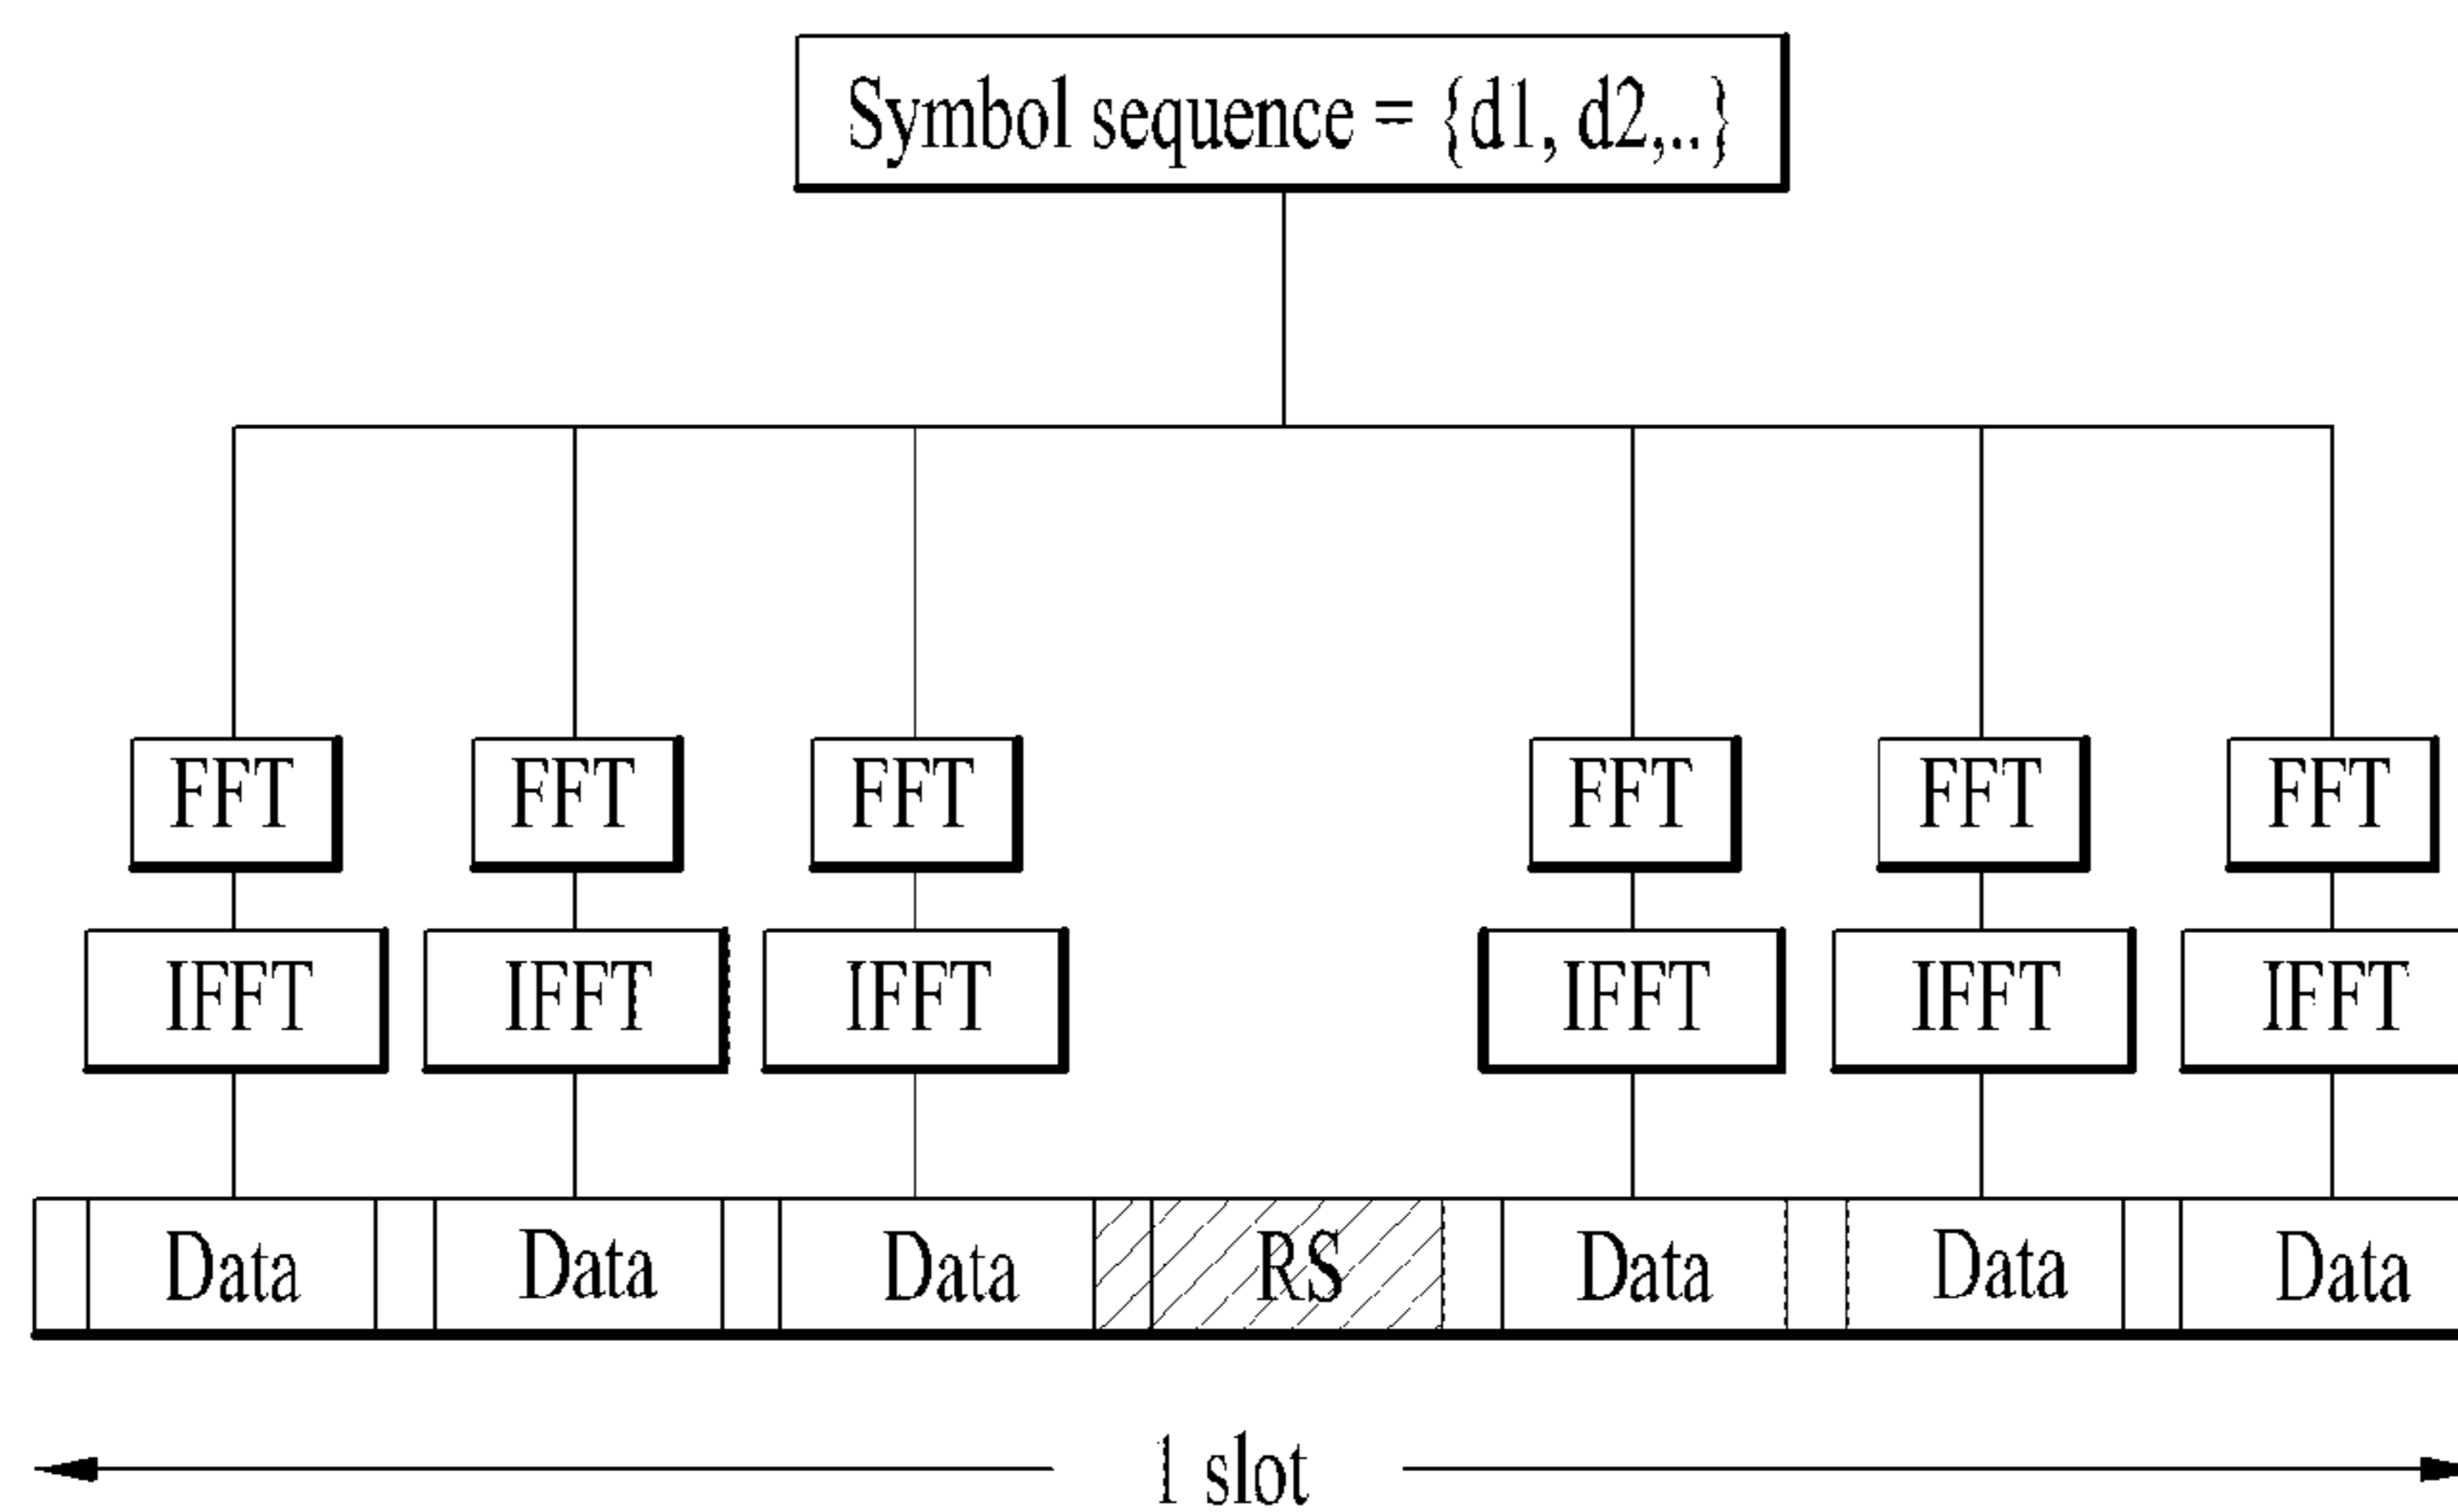 Symbol sequence = {d1, d2,..}
FFT FFT FFT FFT FFT FFT
IFFT IFFT IFFT IFFT IFFT IFFT
Data Data Data RS Data Data Data
1 slot